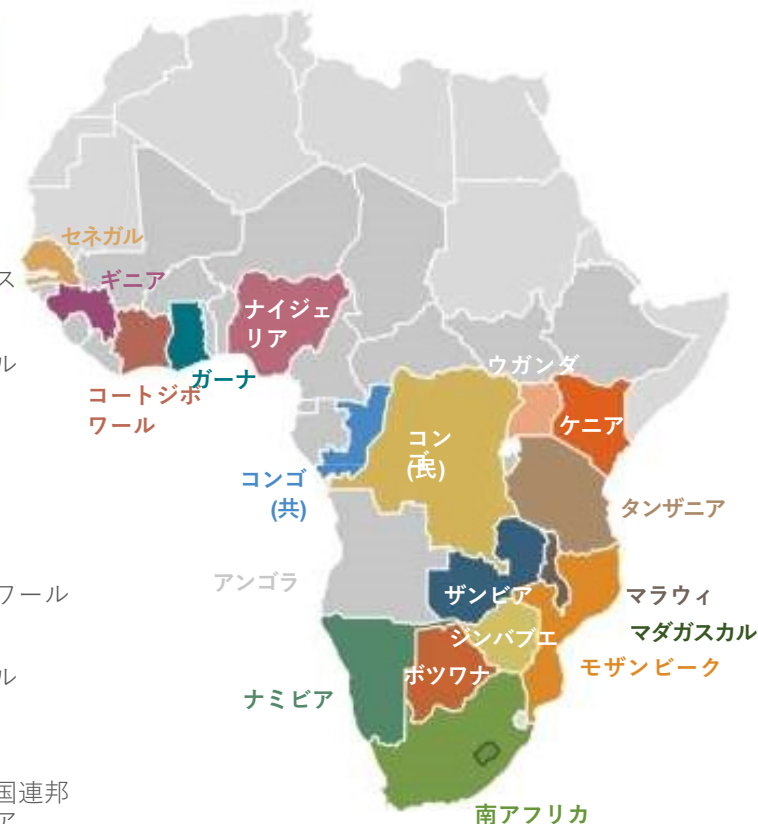 セネガル
ス
ギニア
ナイジェ
リア
ル
ウガンダ
ガーナ
コートジボ
ワール
ケニア
コン
ゴ
(民)
コンゴ
(共)
タンザニア
アンゴラ
ワール
ザンビア
マラウィ
マダガスカル
ジンバブエ
モザンビーク
ル
ボツワナ
ナミビア
国連邦
ア
南アフリカ